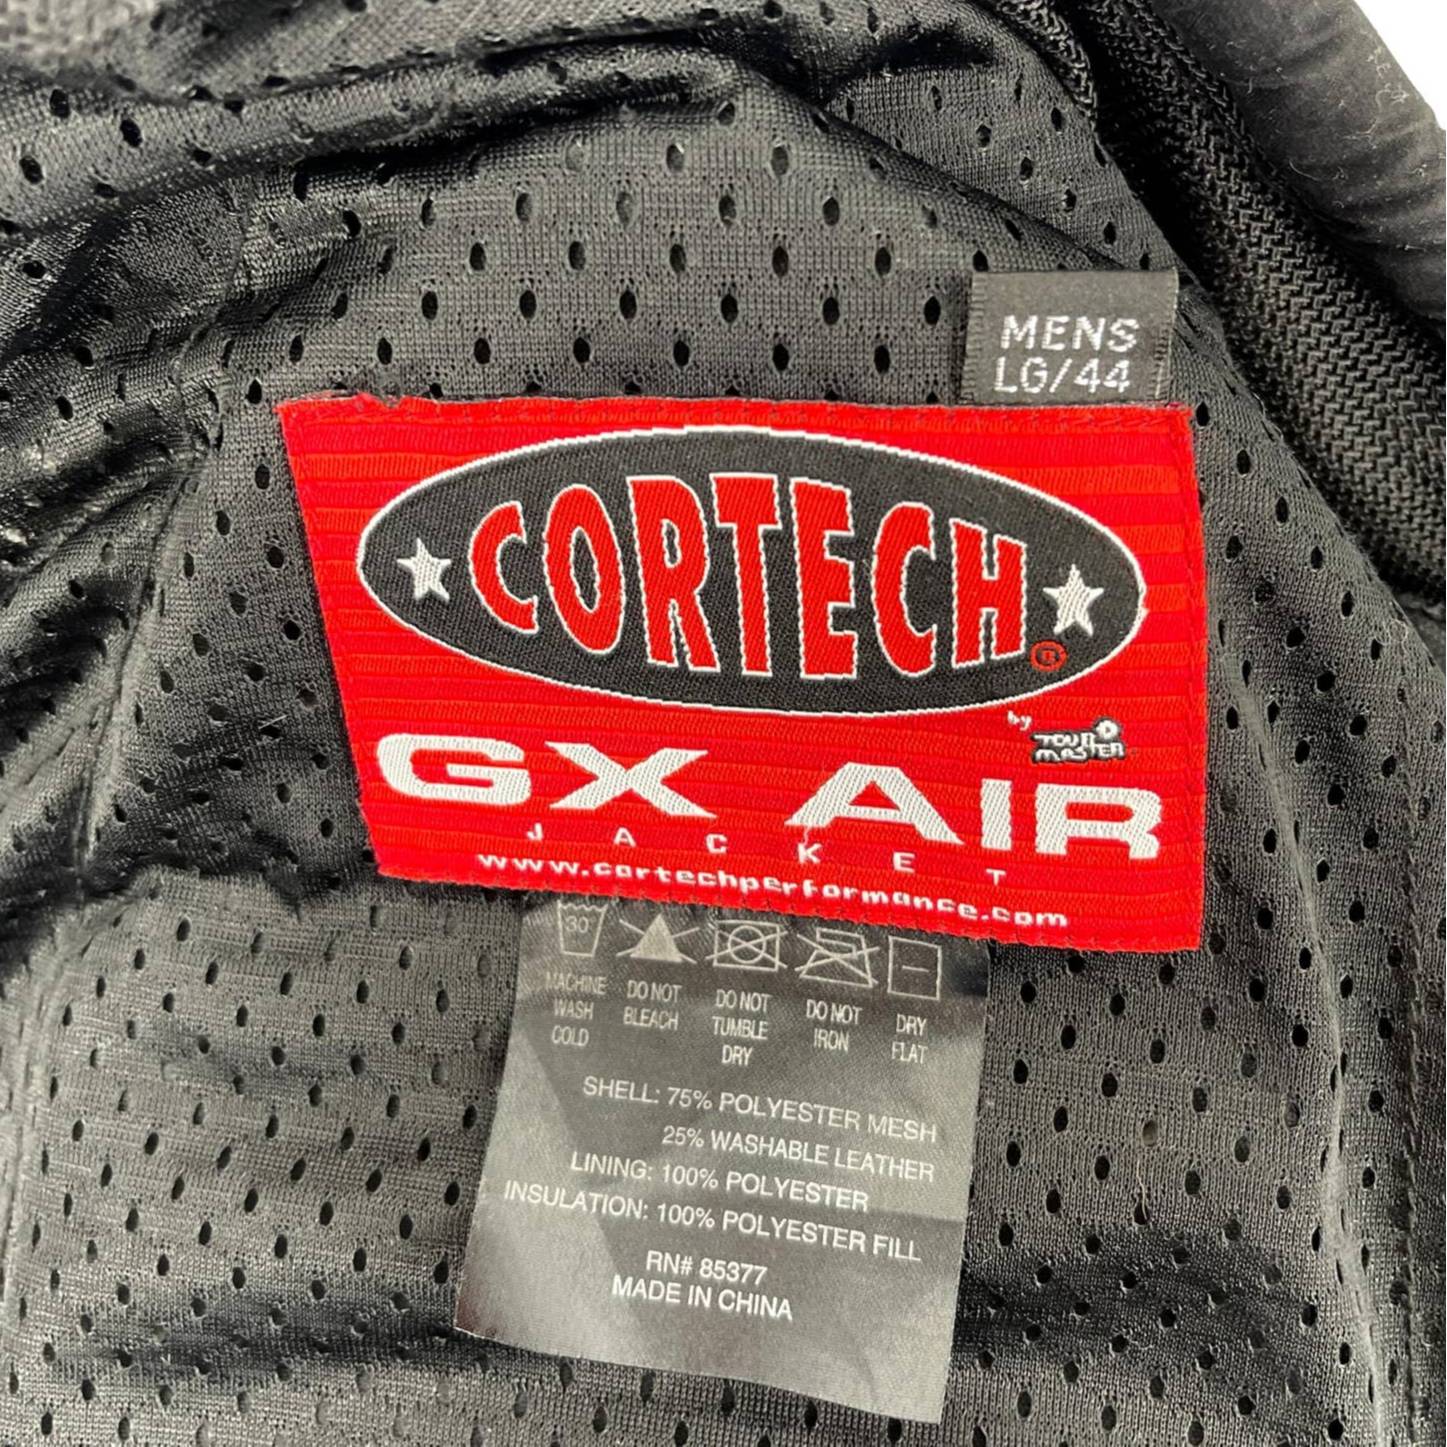 MENS
LG/44
CORTECH®
by TOUR MASTER
GX AIR
JACKET
www.cortechperformance.com
30°
MACHINE WASH COLD
DO NOT BLEACH
DO NOT TUMBLE DRY
DO NOT IRON
DRY FLAT
SHELL: 75% POLYESTER MESH
25% WASHABLE LEATHER
LINING: 100% POLYESTER
INSULATION: 100% POLYESTER FILL
RN# 85377
MADE IN CHINA